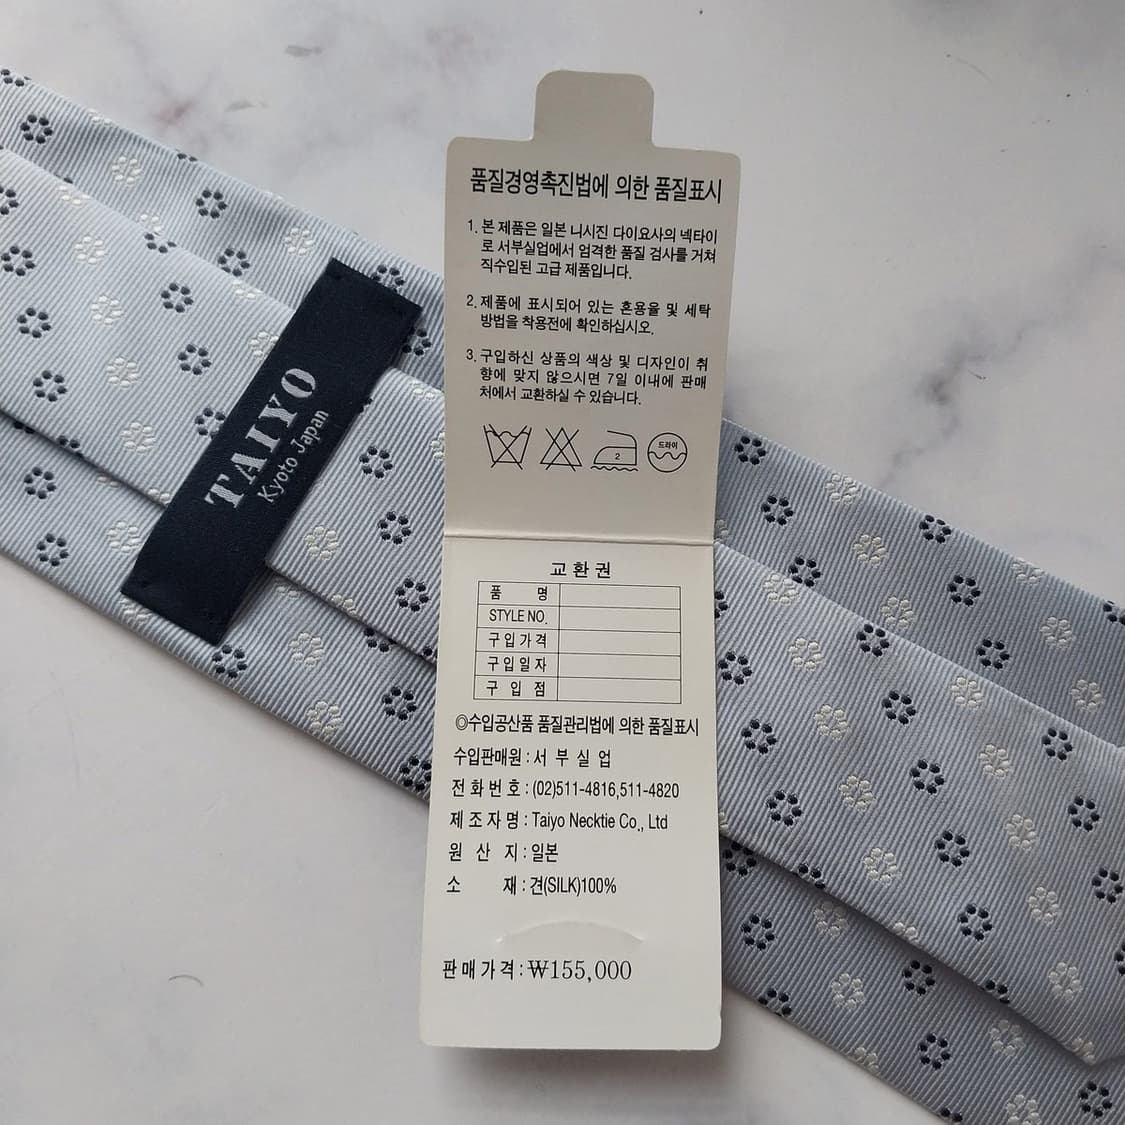 품질경영촉진법에 의한 품질표시
1. 본 제품은 일본 니시진 다이요사의 넥타이
로 서부실업에서 엄격한 품질 검사를 거쳐
직수입된 고급 제품입니다.
2. 제품에 표시되어 있는 혼용율 및 세탁
방법을 착용전에 확인하십시오.
3. 구입하신 상품의 색상 및 디자인이 취
향에 맞지 않으시면 7일 이내에 판매
처에서 교환하실 수 있습니다.
2
드라이
TAIYO
Kyoto Japan
교환권
품 명
STYLE NO.
구입가격
구입일자
구 입 점
◎수입공산품 품질관리법에 의한 품질표시
수입판매원 : 서 부 실 업
전화번호 : (02)511-4816,511-4820
제조자명 : Taiyo Necktie Co., Ltd
원 산 지 : 일본
소 재 : 견(SILK)100%
판매가격 : ₩155,000